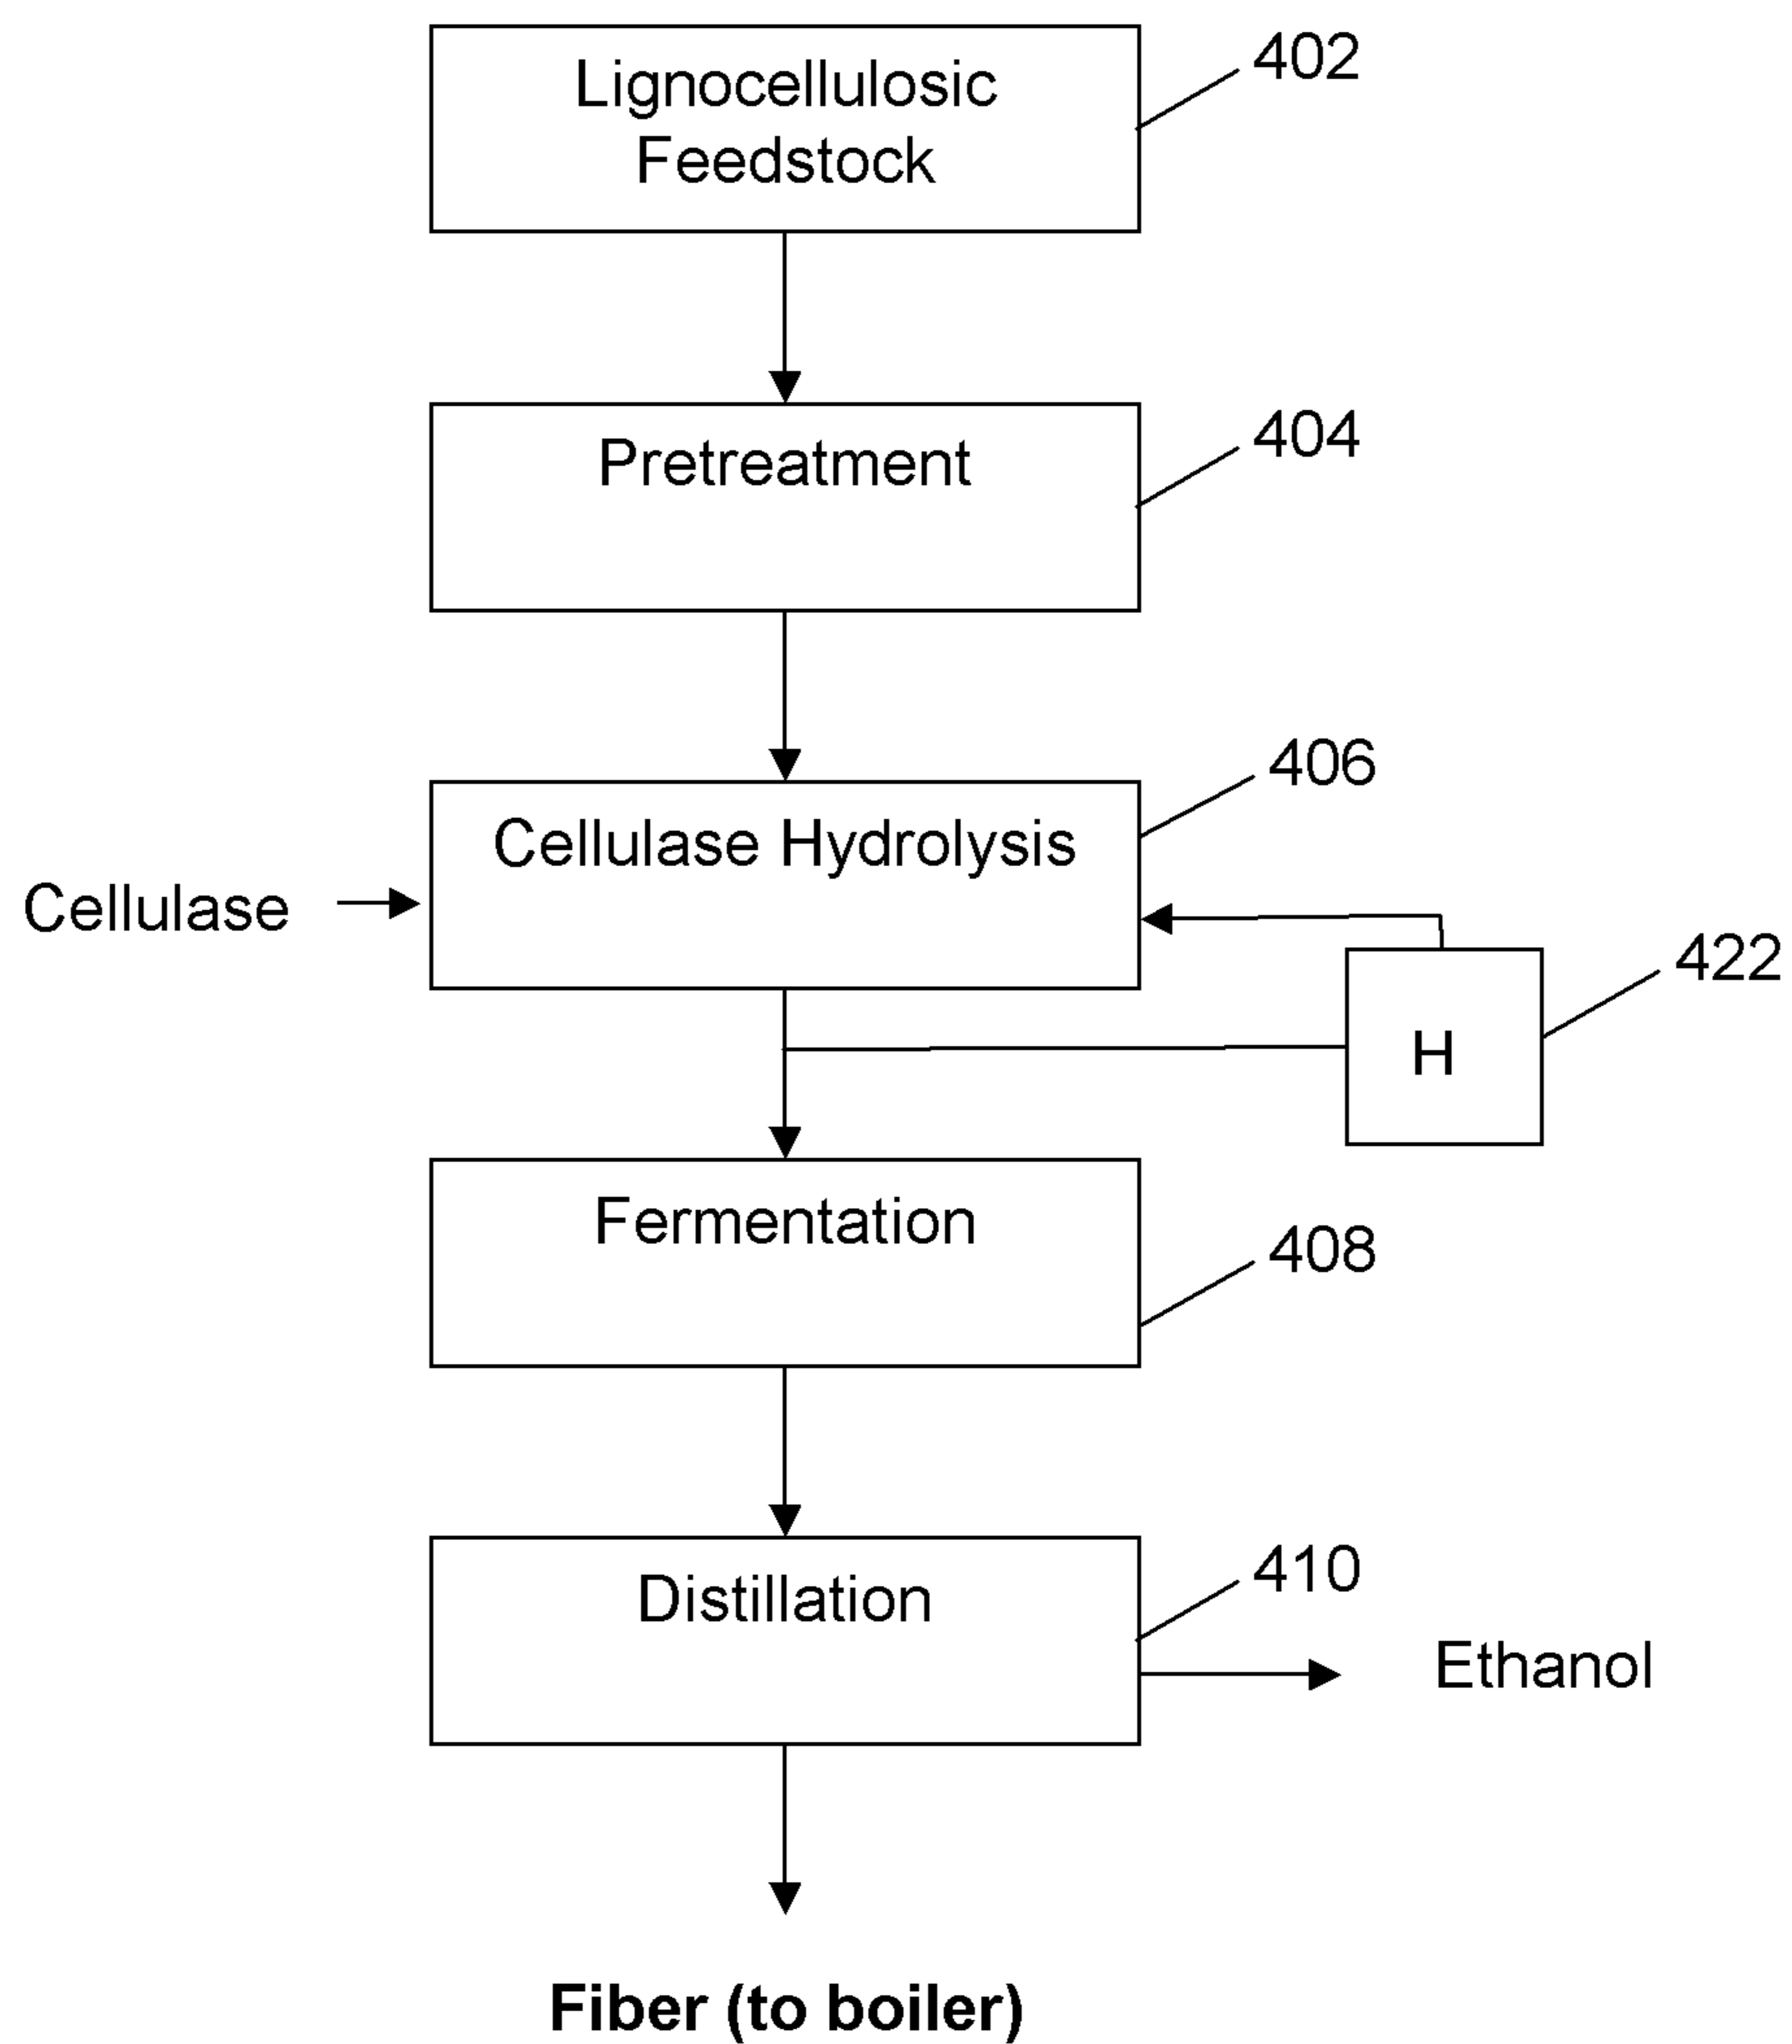 Lignocellulosic
Feedstock
402
Pretreatment
404
Cellulase Hydrolysis
406
Cellulase
422
H
Fermentation
408
Distillation
410
Ethanol
Fiber (to boiler)